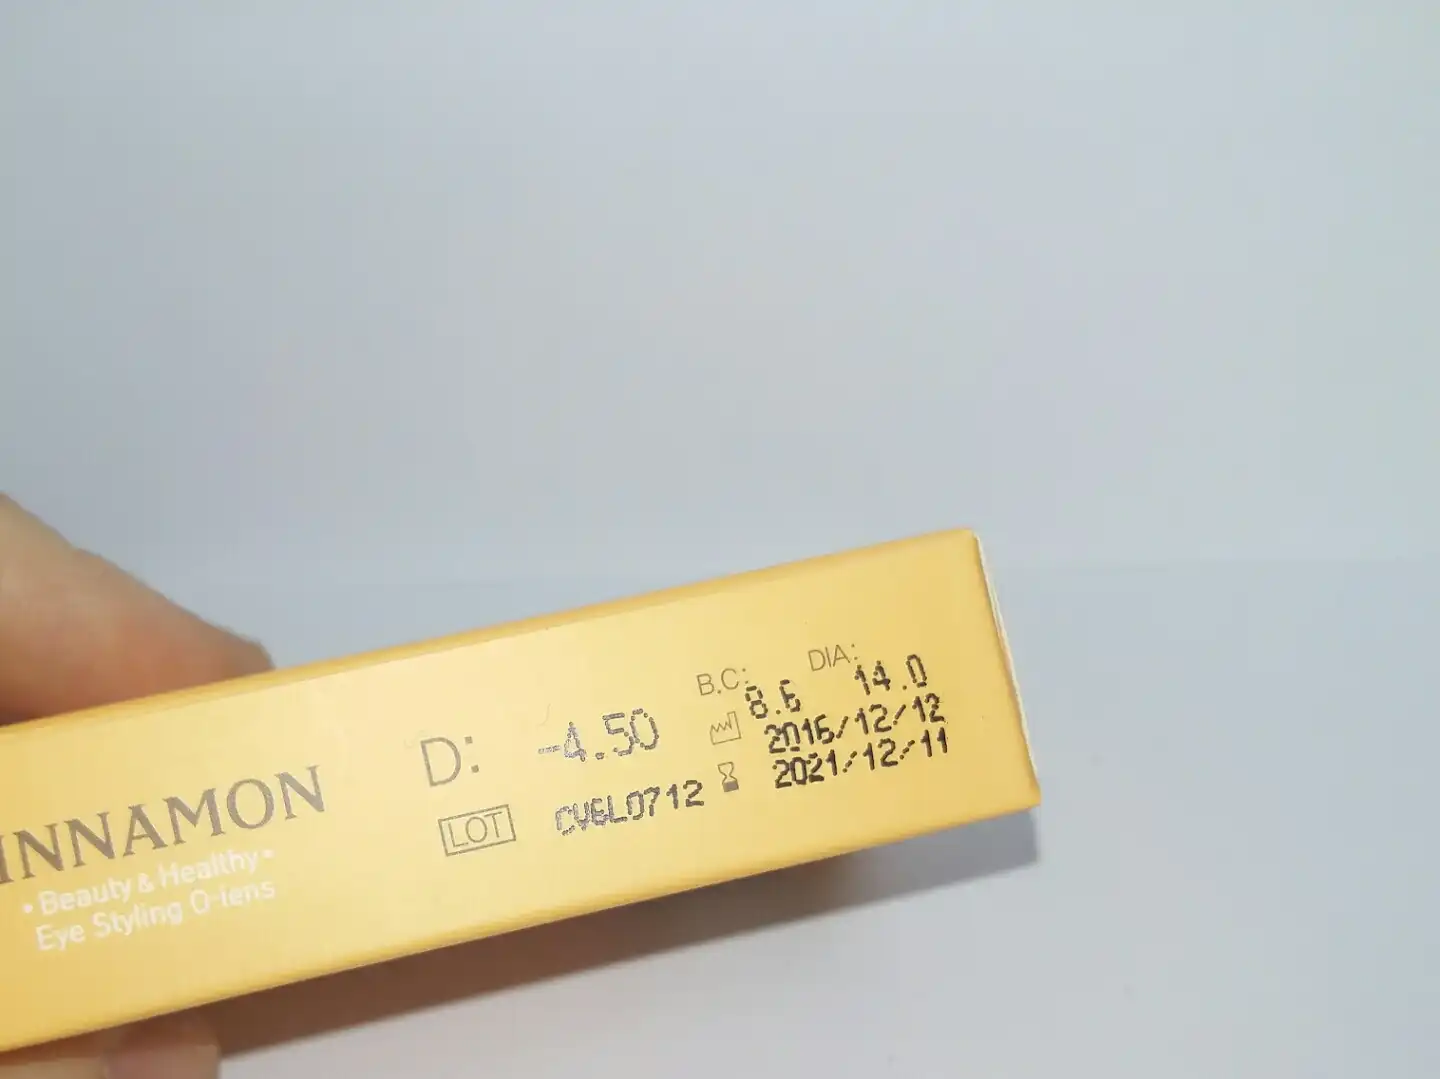 INNAMON
• Beauty & Healthy •
Eye Styling O-lens
D: -4.50
LOT CV6L0712
B.C: 8.6 DIA: 14.0
2016/12/12
2021/12/11